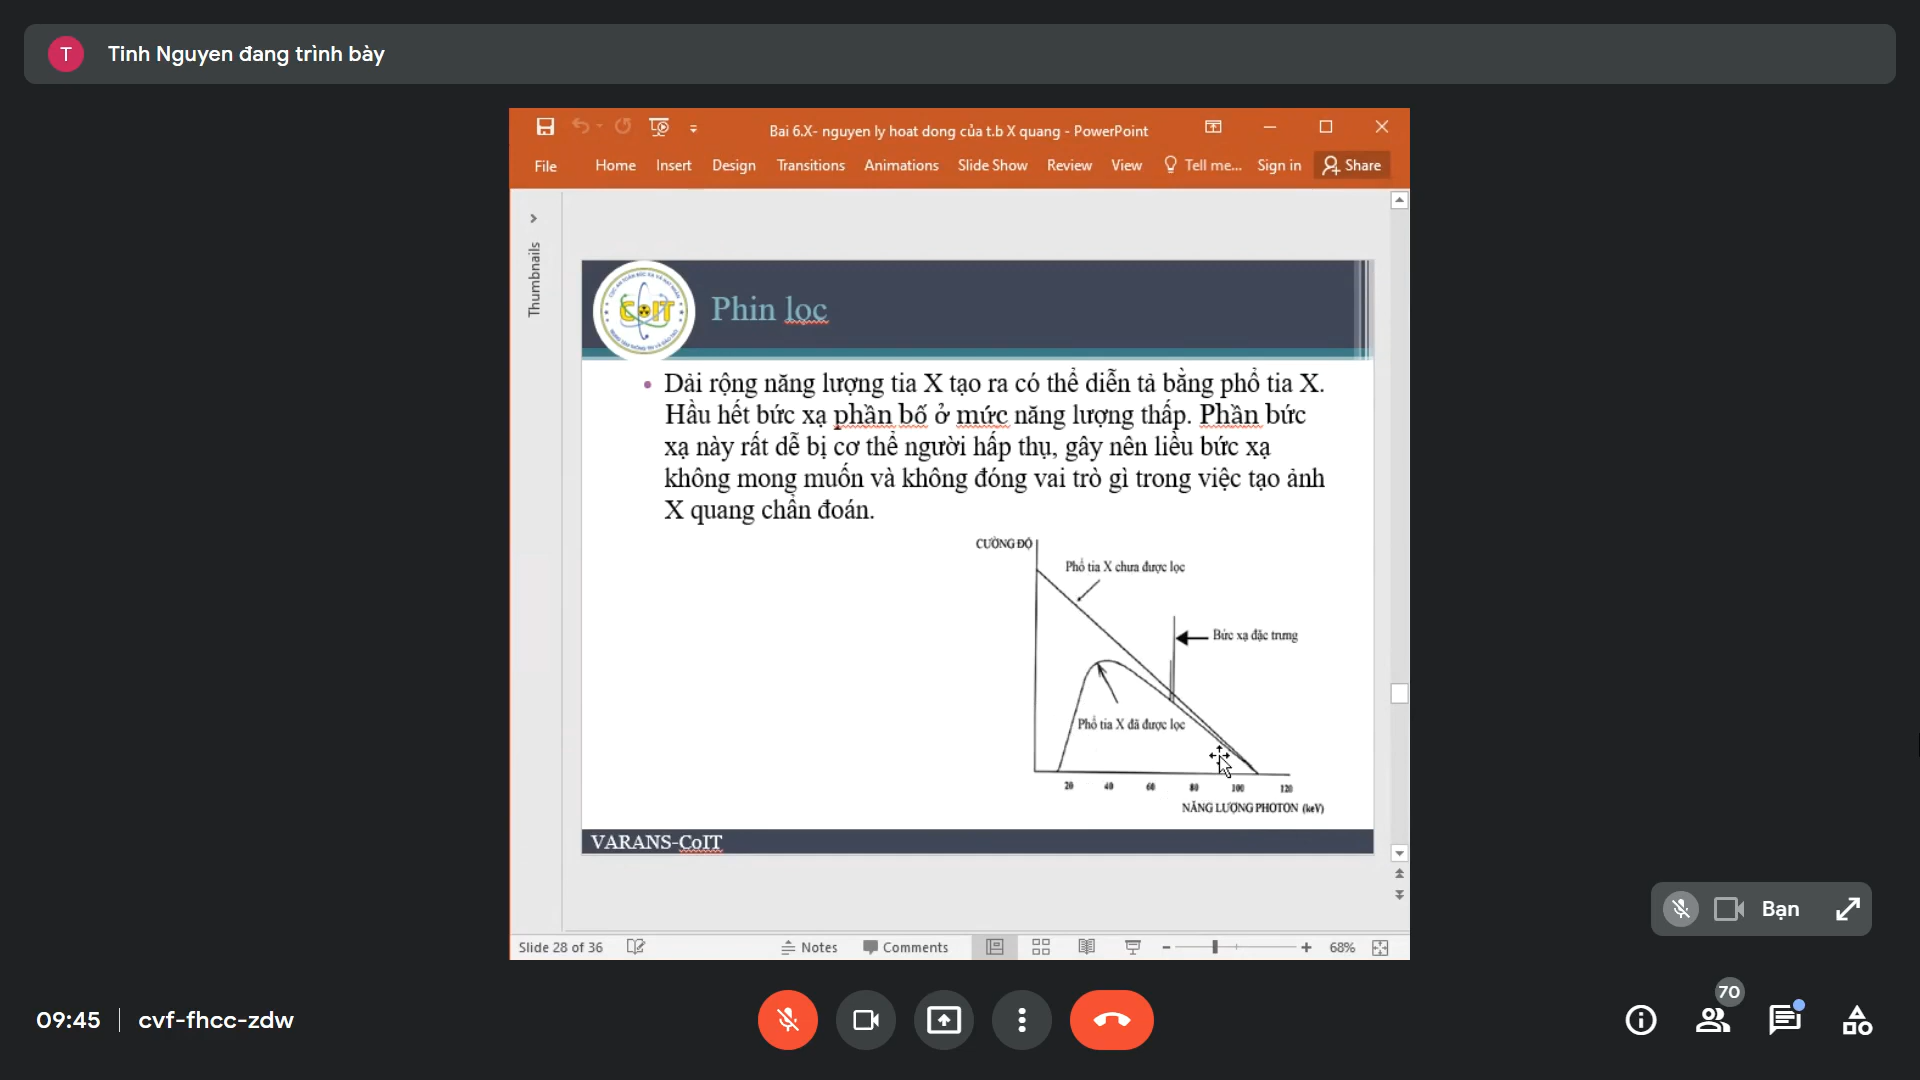 T
Tinh Nguyen đang trình bày
Bai 6.X- nguyen ly hoat dong của t.b X quang - PowerPoint
File Home Insert Design Transitions Animations Slide Show Review View Tell me... Sign in Share
Thumbnails
CoIT
Phin lọc
• Dải rộng năng lượng tia X tạo ra có thể diễn tả bằng phổ tia X.
Hầu hết bức xạ phần bố ở mức năng lượng thấp. Phần bức
xạ này rất dễ bị cơ thể người hấp thụ, gây nên liều bức xạ
không mong muốn và không đóng vai trò gì trong việc tạo ảnh
X quang chẩn đoán.
CƯỜNG ĐỘ
Phổ tia X chưa được lọc
Bức xạ đặc trưng
Phổ tia X đã được lọc
20 40 60 80 100 120
NĂNG LƯỢNG PHOTON (keV)
VARANS-CoIT
Slide 28 of 36 Notes Comments 68%
Bạn
09:45 cvf-fhcc-zdw
70